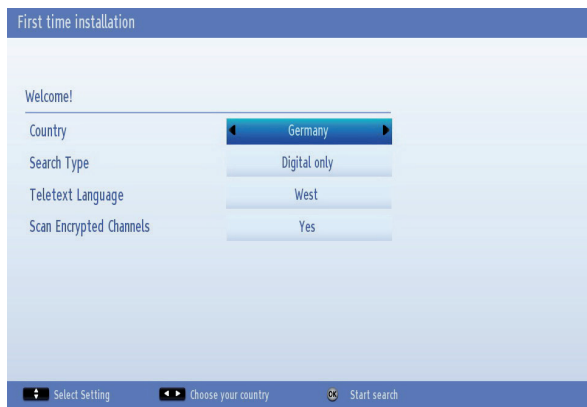 First time installation
Welcome!
Country Germany
Search Type Digital only
Teletext Language West
Scan Encrypted Channels Yes
Select Setting Choose your country OK Start search